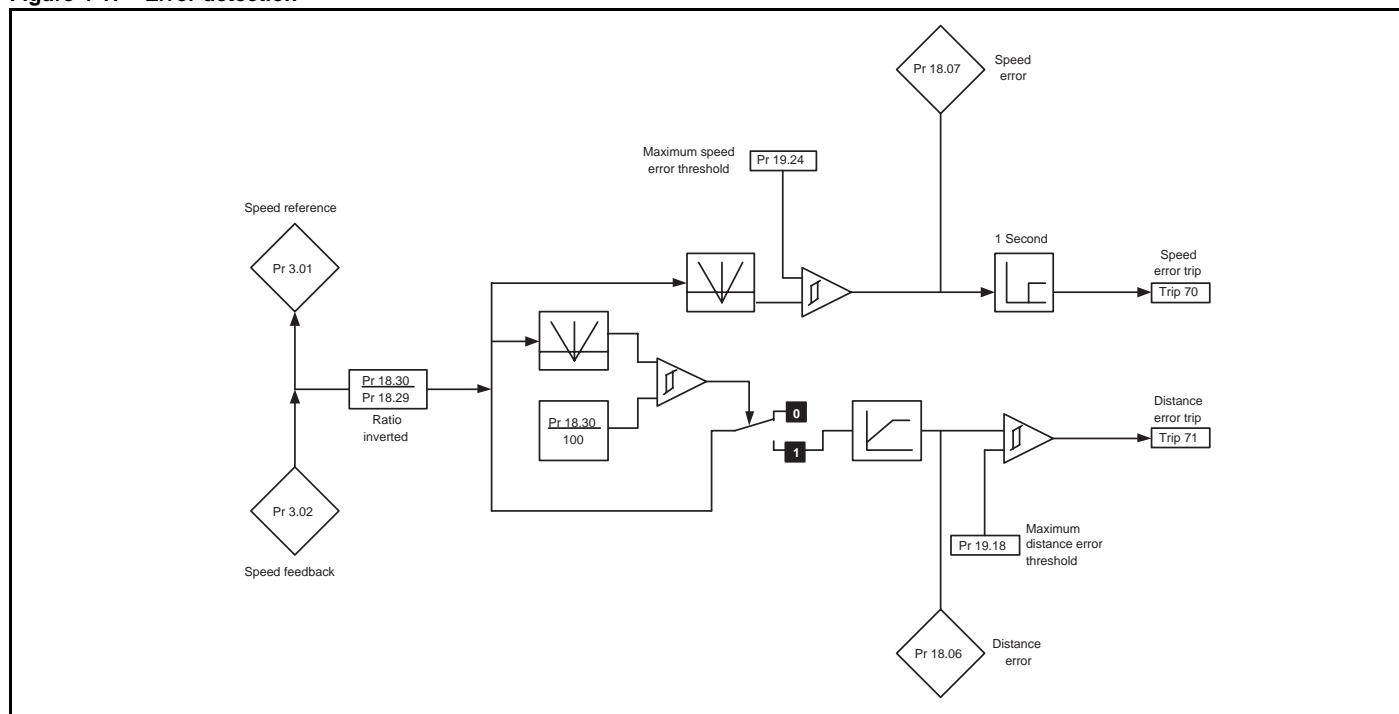 Pr 18.07
Speed
error
Maximum speed
error threshold
Pr 19.24
Speed reference
Pr 3.01
1 Second
Speed
error trip
Trip 70
Pr 18.30
Pr 18.29
Ratio
inverted
Pr 18.30
100
0
1
Distance
error trip
Trip 71
Pr 3.02
Speed feedback
Pr 19.18
Maximum
distance error
threshold
Pr 18.06
Distance
error